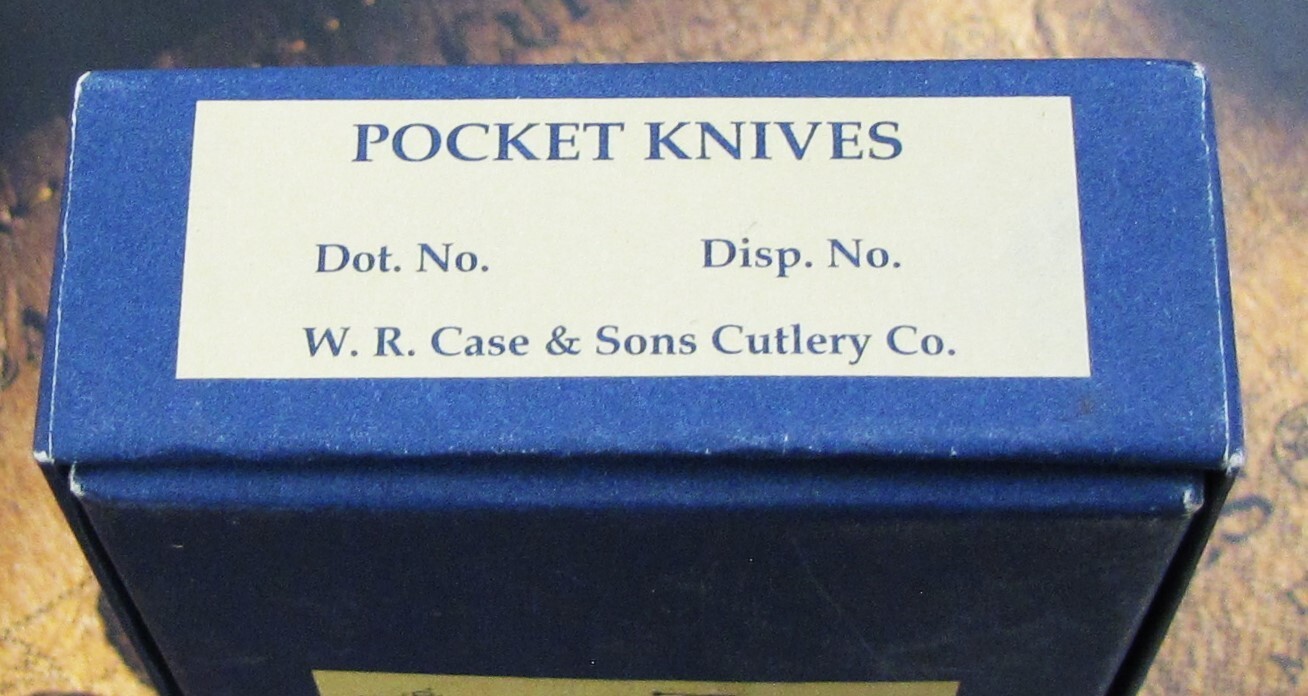 POCKET KNIVES
Dot. No. Disp. No.
W. R. Case & Sons Cutlery Co.